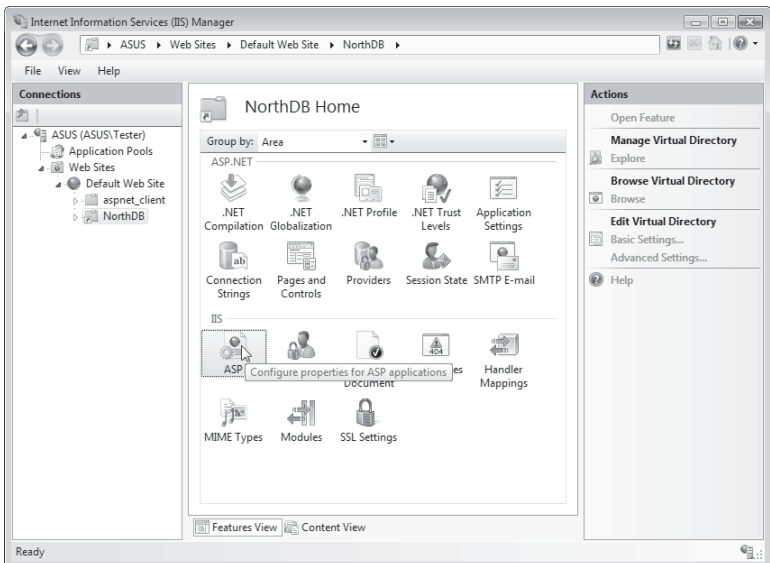 Internet Information Services (IIS) Manager
ASUS Web Sites Default Web Site NorthDB
File View Help
Connections
ASUS (ASUS\Tester)
Application Pools
Web Sites
Default Web Site
aspnet_client
NorthDB
NorthDB Home
Group by: Area
ASP.NET
.NET Compilation
.NET Globalization
.NET Profile
.NET Trust Levels
Application Settings
ab
Connection Strings
Pages and Controls
Providers
Session State
SMTP E-mail
IIS
404
ASP
Configure properties for ASP applications
Document
es
Handler Mappings
MIME Types
Modules
SSL Settings
Features View
Content View
Actions
Open Feature
Manage Virtual Directory
Explore
Browse Virtual Directory
Browse
Edit Virtual Directory
Basic Settings...
Advanced Settings...
Help
Ready